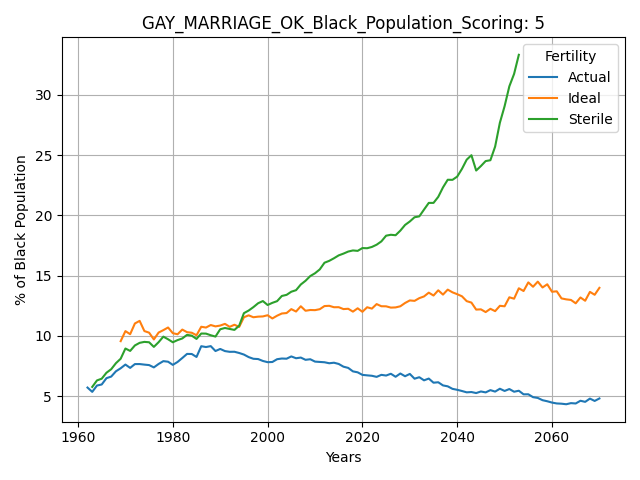 GAY_MARRIAGE_OK_Black_Population_Scoring: 5
Fertility
Actual
Ideal
Sterile
% of Black Population
30
25
20
15
10
5
1960 1980 2000 2020 2040 2060
Years